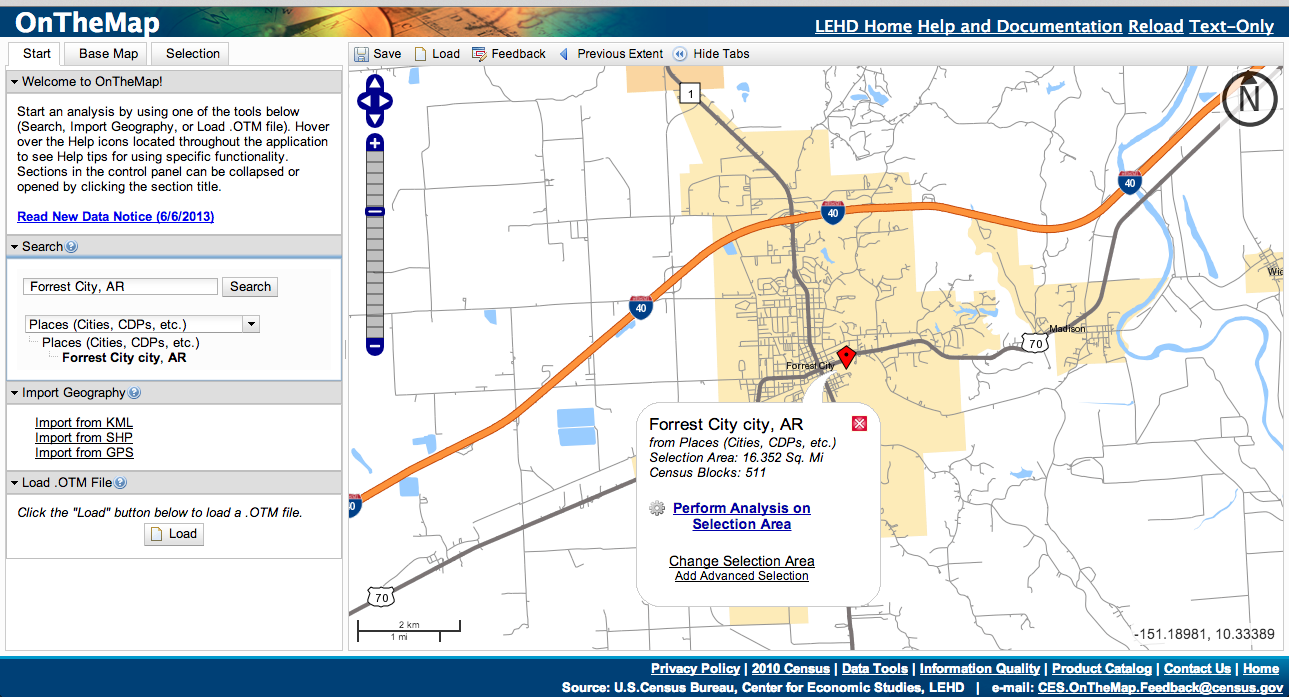 OnTheMap
LEHD Home Help and Documentation Reload Text-Only
Start Base Map Selection
Save Load Feedback Previous Extent Hide Tabs
Welcome to OnTheMap!
Start an analysis by using one of the tools below
(Search, Import Geography, or Load .OTM file). Hover
over the Help icons located throughout the application
to see Help tips for using specific functionality.
Sections in the control panel can be collapsed or
opened by clicking the section title.
Read New Data Notice (6/6/2013)
Search
Forrest City, AR Search
Places (Cities, CDPs, etc.)
Places (Cities, CDPs, etc.)
Forrest City city, AR
Import Geography
Import from KML
Import from SHP
Import from GPS
Load .OTM File
Click the "Load" button below to load a .OTM file.
Load
1
N
40
40
40
Madison
70
Forrest City
Forrest City city, AR
from Places (Cities, CDPs, etc.)
Selection Area: 16.352 Sq. Mi
Census Blocks: 511
Perform Analysis on
Selection Area
Change Selection Area
Add Advanced Selection
70
2 km
1 mi
-151.18981, 10.33389
Privacy Policy | 2010 Census | Data Tools | Information Quality | Product Catalog | Contact Us | Home
Source: U.S.Census Bureau, Center for Economic Studies, LEHD | e-mail: CES.OnTheMap.Feedback@census.gov